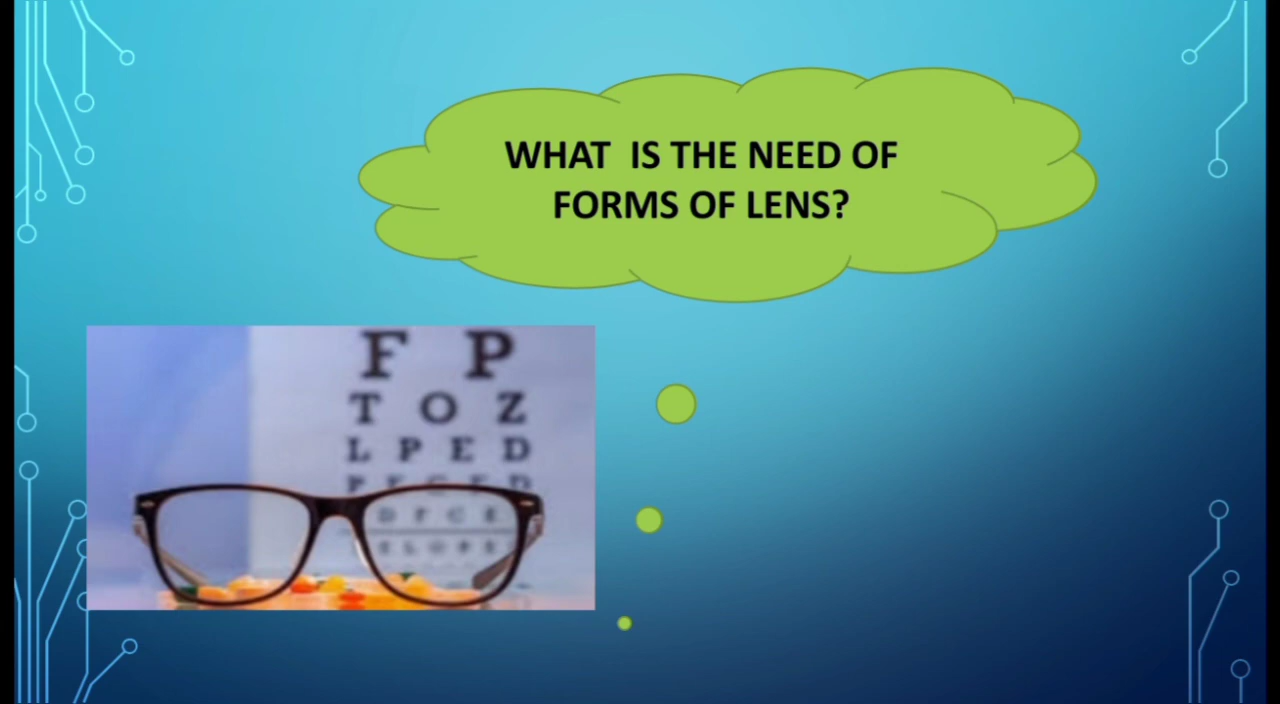 WHAT IS THE NEED OF
FORMS OF LENS?
F P
T O Z
L P E D